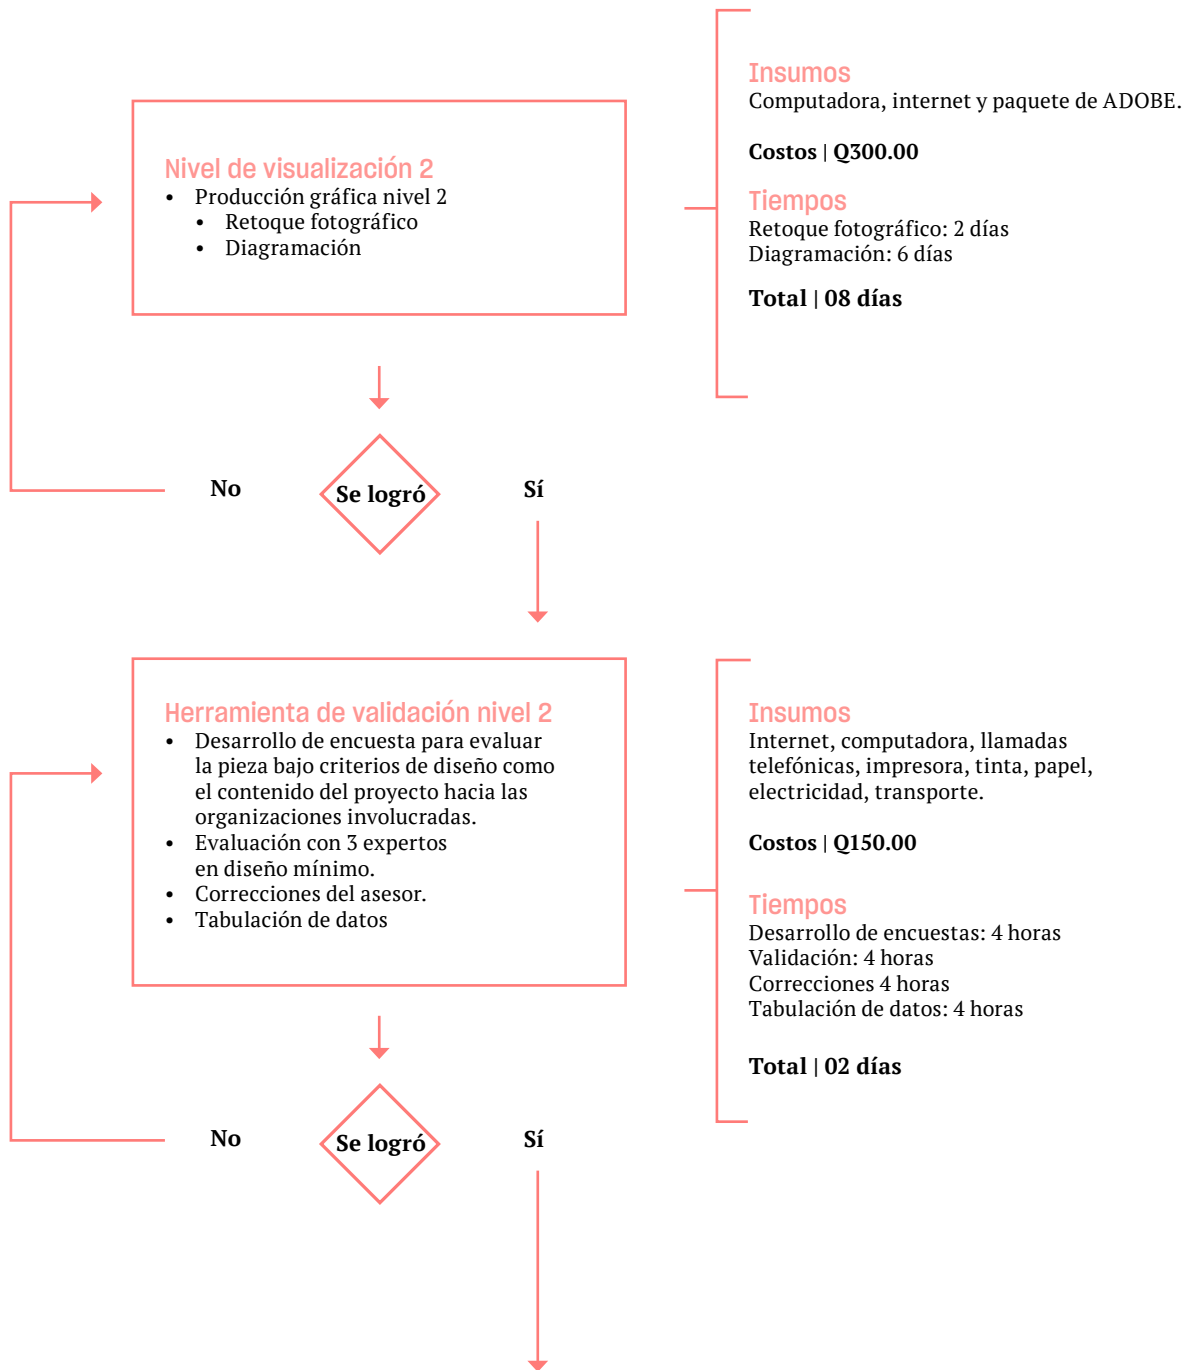 Nivel de visualización 2
• Producción gráfica nivel 2
• Retoque fotográfico
• Diagramación
Insumos
Computadora, internet y paquete de ADOBE.
Costos | Q300.00
Tiempos
Retoque fotográfico: 2 días
Diagramación: 6 días
Total | 08 días
No
Se logró
Sí
Herramienta de validación nivel 2
• Desarrollo de encuesta para evaluar
la pieza bajo criterios de diseño como
el contenido del proyecto hacia las
organizaciones involucradas.
• Evaluación con 3 expertos
en diseño mínimo.
• Correcciones del asesor.
• Tabulación de datos
Insumos
Internet, computadora, llamadas
telefónicas, impresora, tinta, papel,
electricidad, transporte.
Costos | Q150.00
Tiempos
Desarrollo de encuestas: 4 horas
Validación: 4 horas
Correcciones 4 horas
Tabulación de datos: 4 horas
Total | 02 días
No
Se logró
Sí